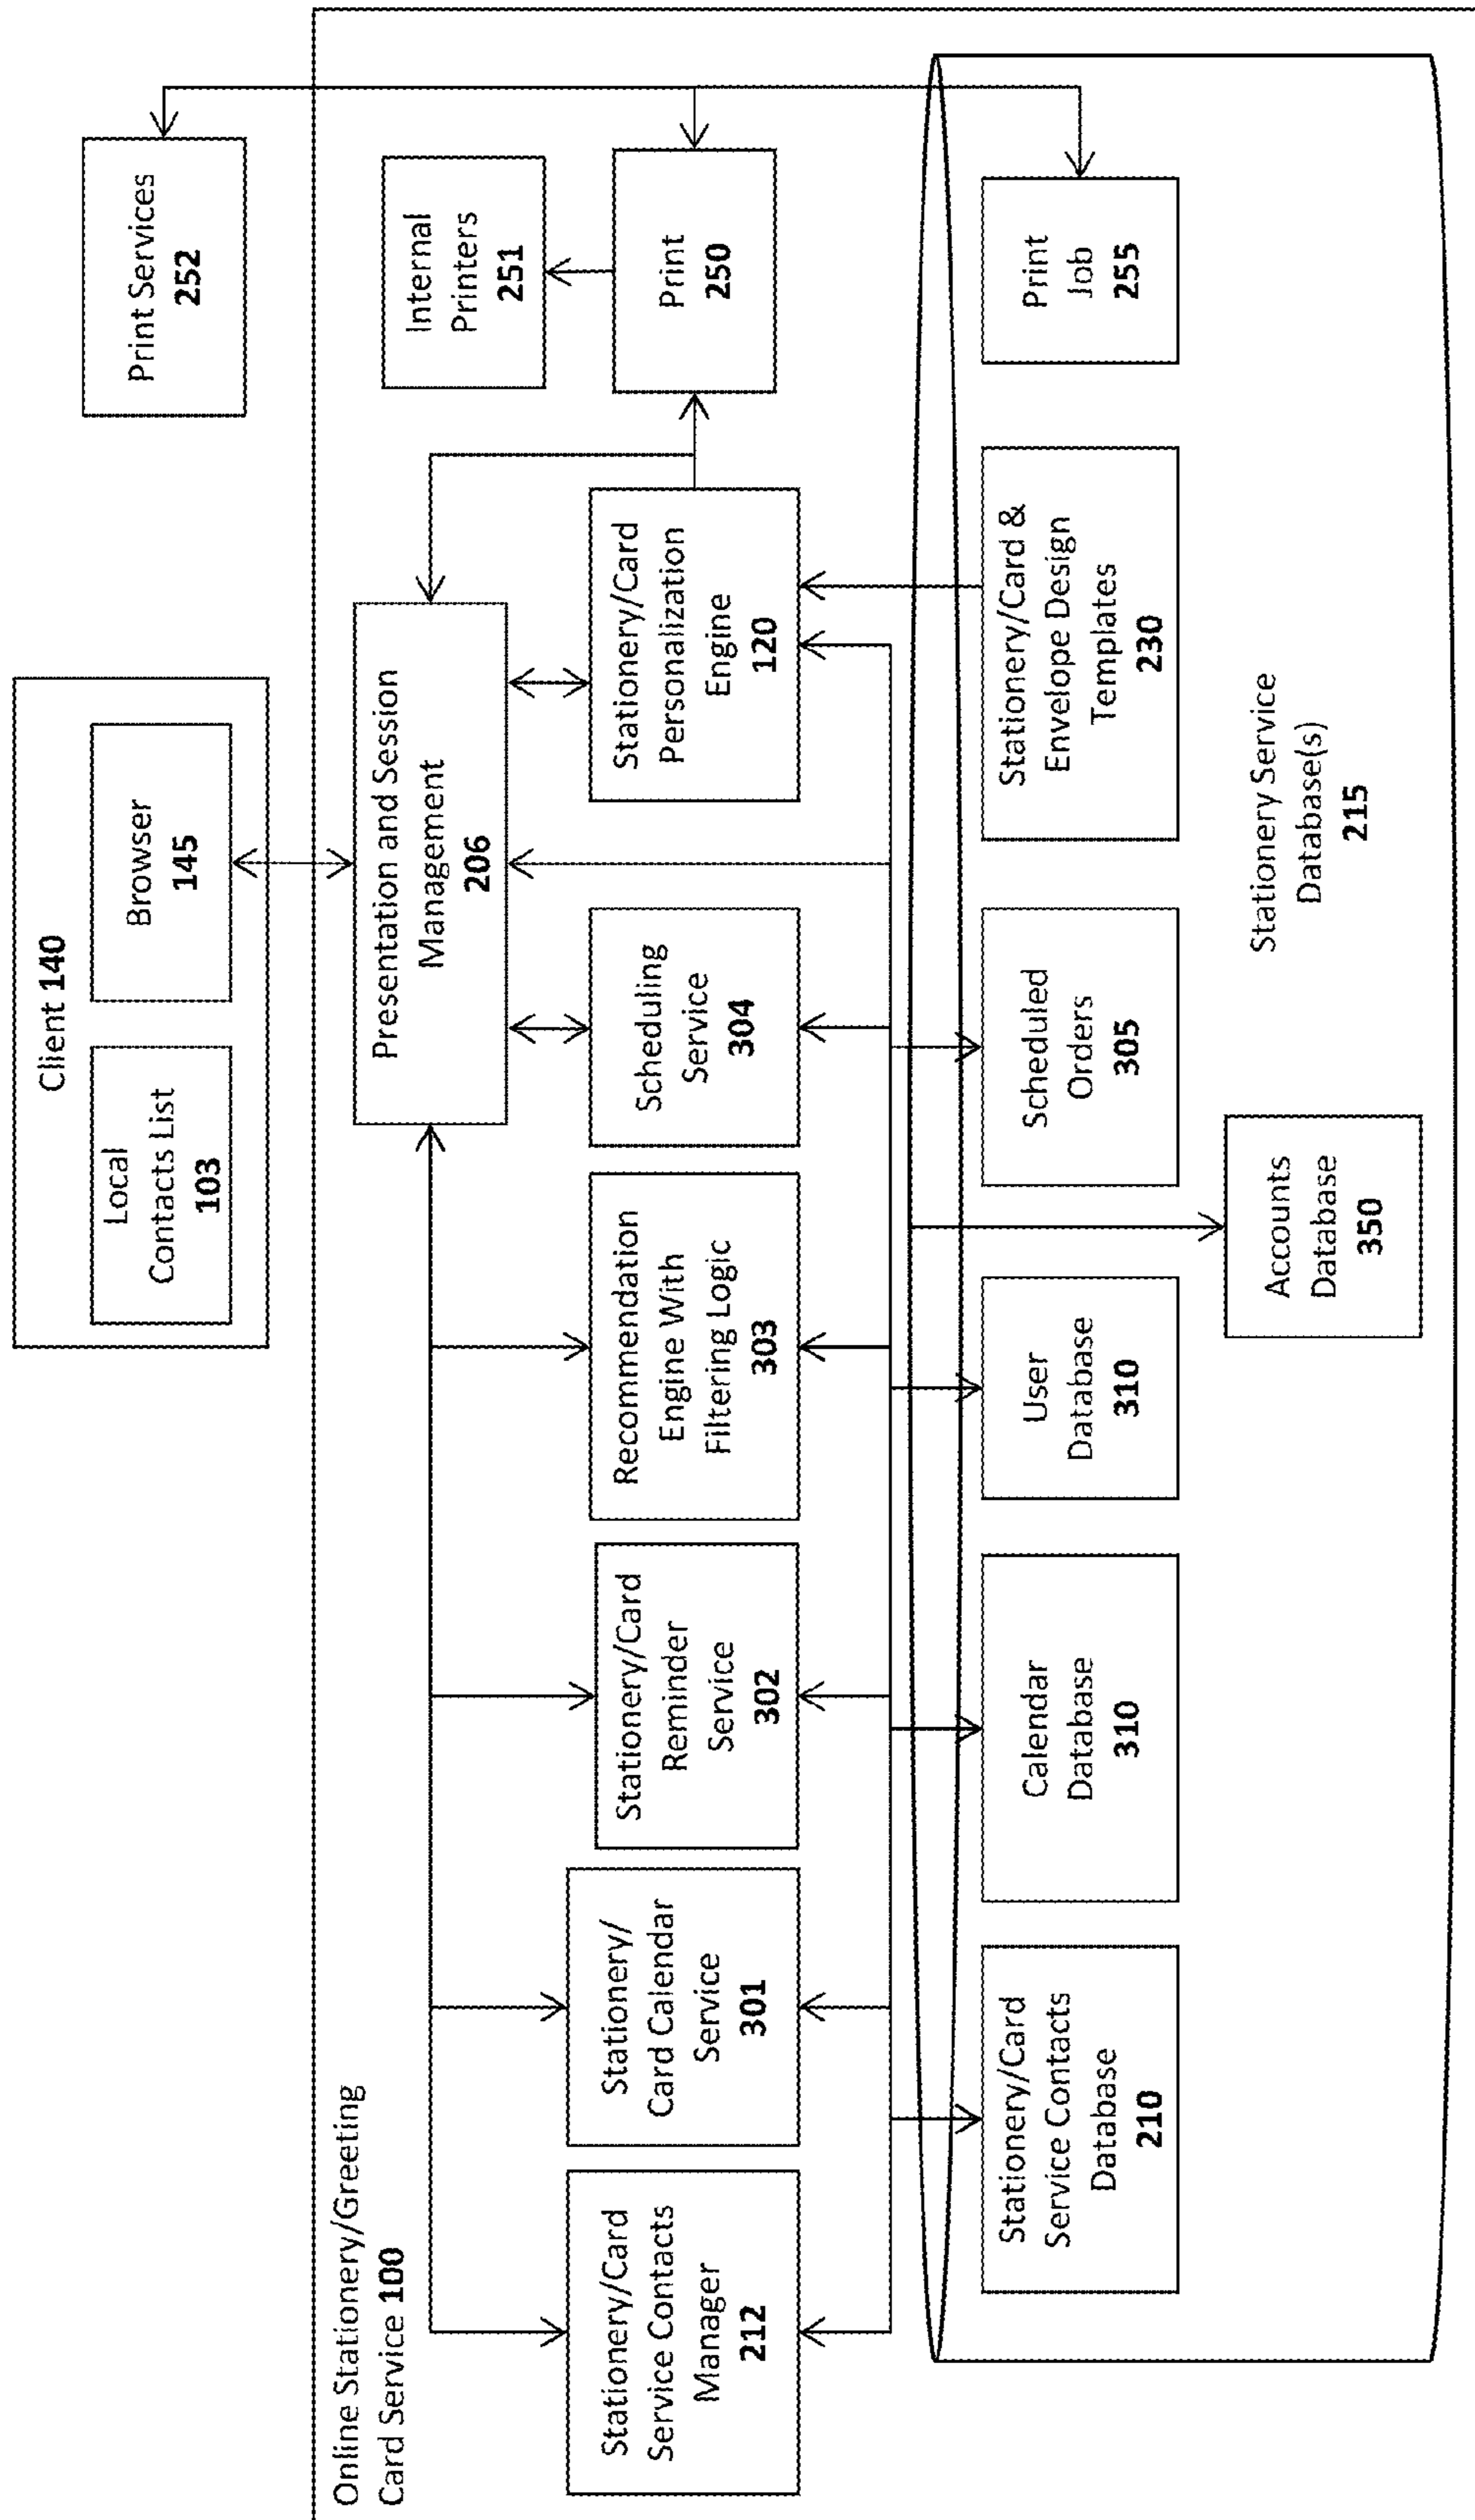 Client 140
Local
Contacts List
103
Browser
145
Print Services
252
Online Stationery/Greeting
Card Service 100
Presentation and Session
Management
206
Internal
Printers
251
Stationery/Card
Service Contacts
Manager
212
Stationery/
Card Calendar
Service
301
Stationery/Card
Reminder
Service
302
Recommendation
Engine With
Filtering Logic
303
Scheduling
Service
304
Stationery/Card
Personalization
Engine
120
Print
250
Stationery/Card
Service Contacts
Database
210
Calendar
Database
310
User
Database
310
Scheduled
Orders
305
Stationery/Card &
Envelope Design
Templates
230
Print
Job
255
Accounts
Database
350
Stationery Service
Database(s)
215